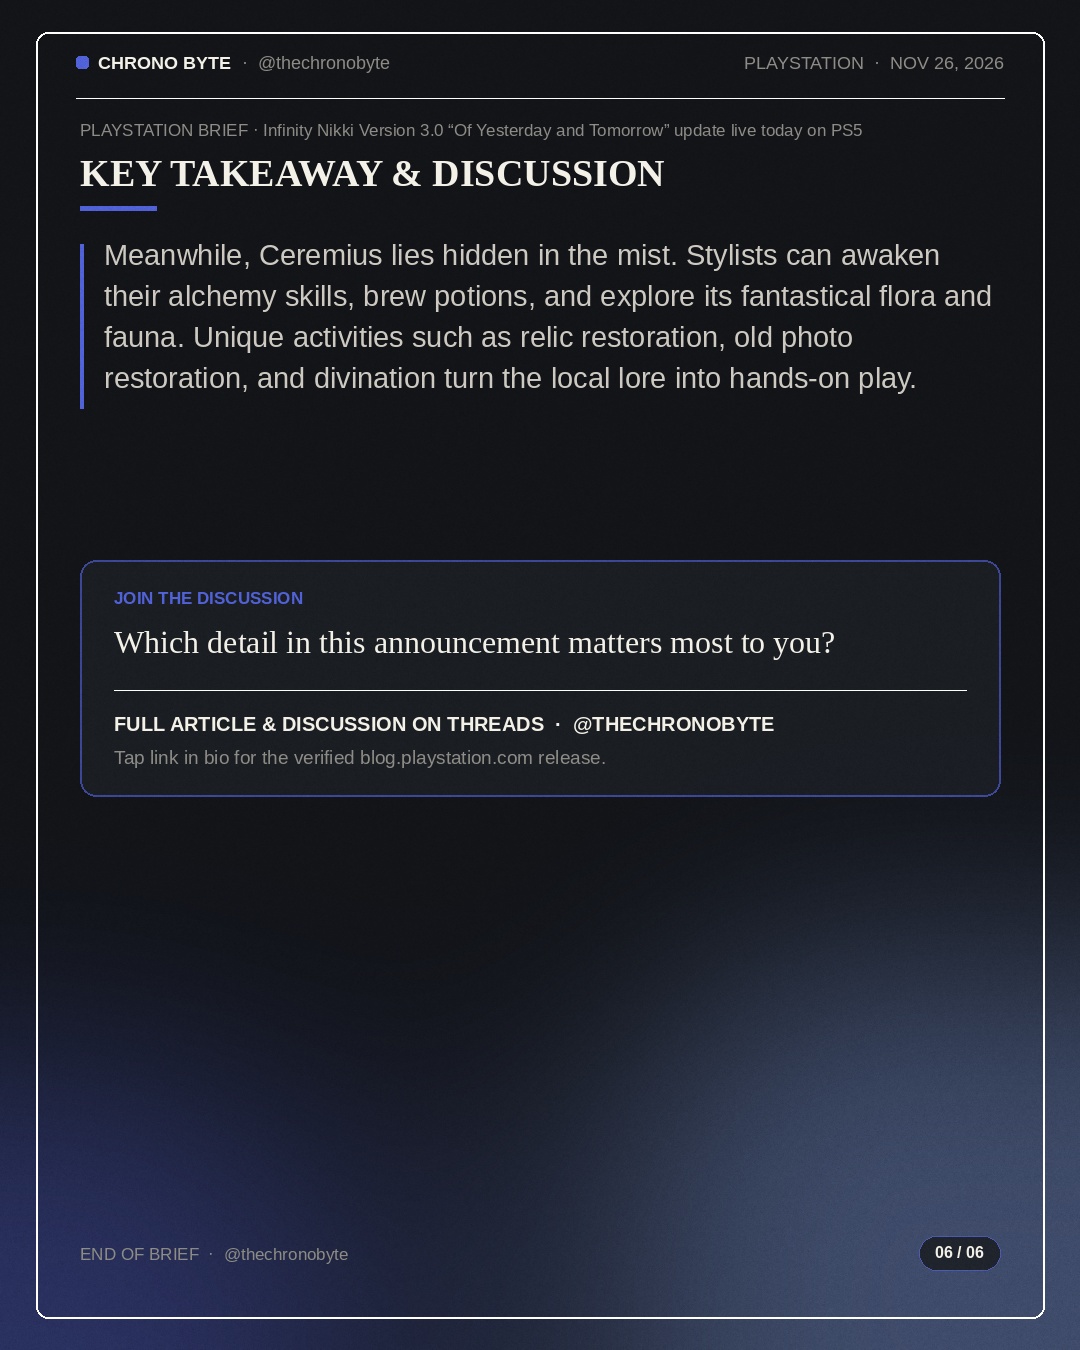 CHRONO BYTE · @thechronobyte
PLAYSTATION · NOV 26, 2026
PLAYSTATION BRIEF · Infinity Nikki Version 3.0 “Of Yesterday and Tomorrow” update live today on PS5
KEY TAKEAWAY & DISCUSSION
Meanwhile, Ceremius lies hidden in the mist. Stylists can awaken
their alchemy skills, brew potions, and explore its fantastical flora and
fauna. Unique activities such as relic restoration, old photo
restoration, and divination turn the local lore into hands-on play.
JOIN THE DISCUSSION
Which detail in this announcement matters most to you?
FULL ARTICLE & DISCUSSION ON THREADS · @THECHRONOBYTE
Tap link in bio for the verified blog.playstation.com release.
END OF BRIEF · @thechronobyte
06 / 06